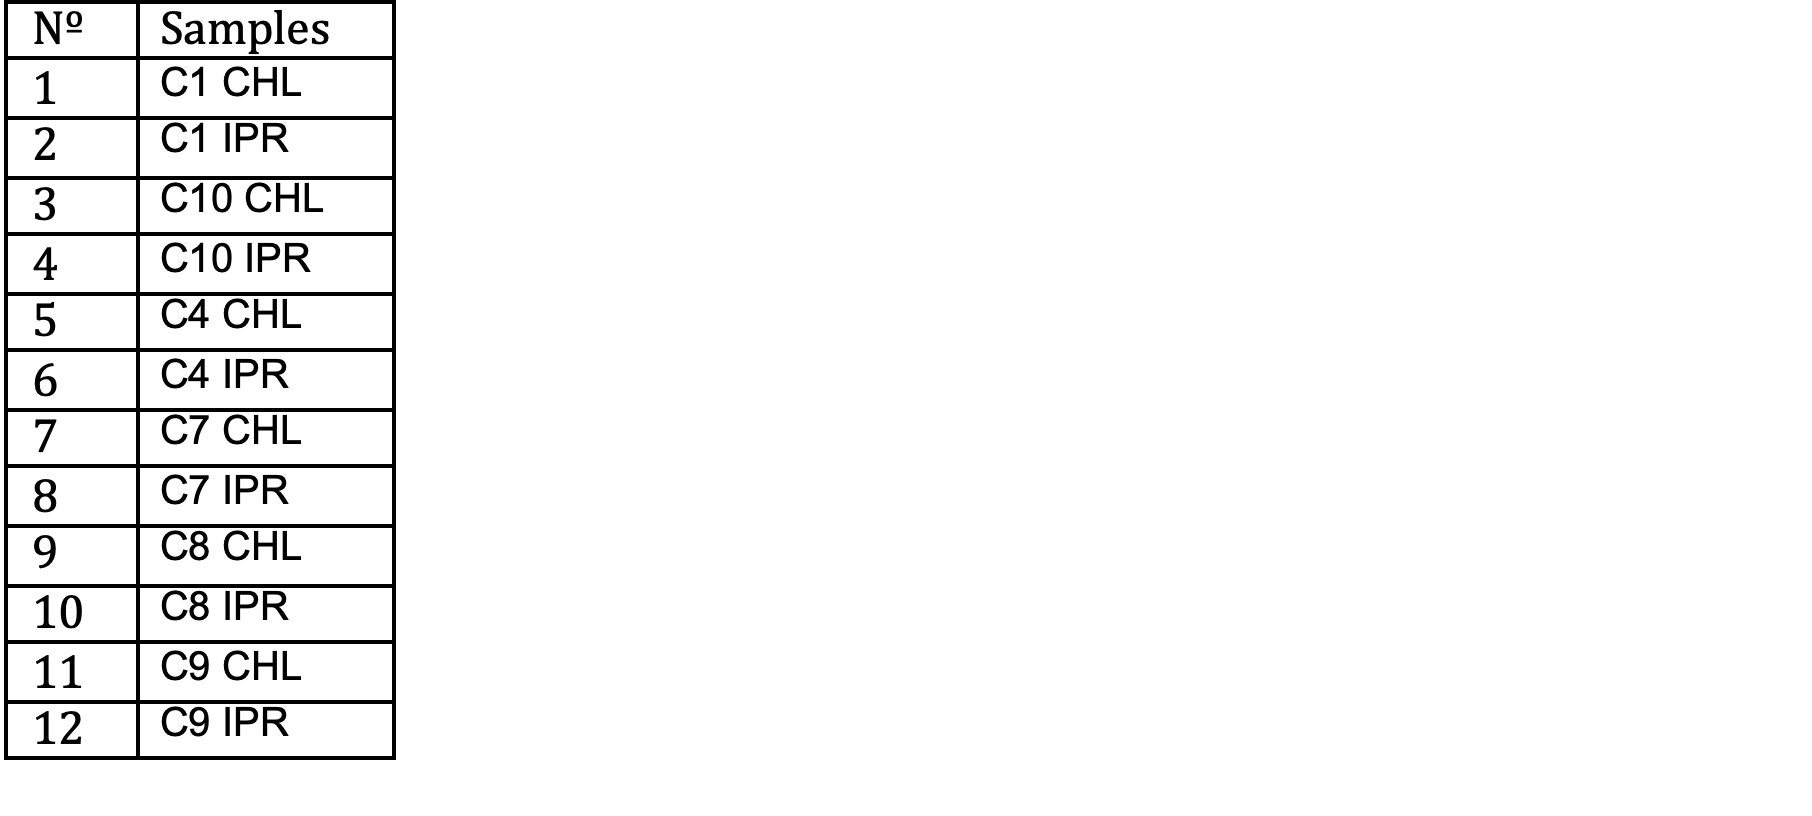 Nº Samples
1 C1 CHL
2 C1 IPR
3 C10 CHL
4 C10 IPR
5 C4 CHL
6 C4 IPR
7 C7 CHL
8 C7 IPR
9 C8 CHL
10 C8 IPR
11 C9 CHL
12 C9 IPR